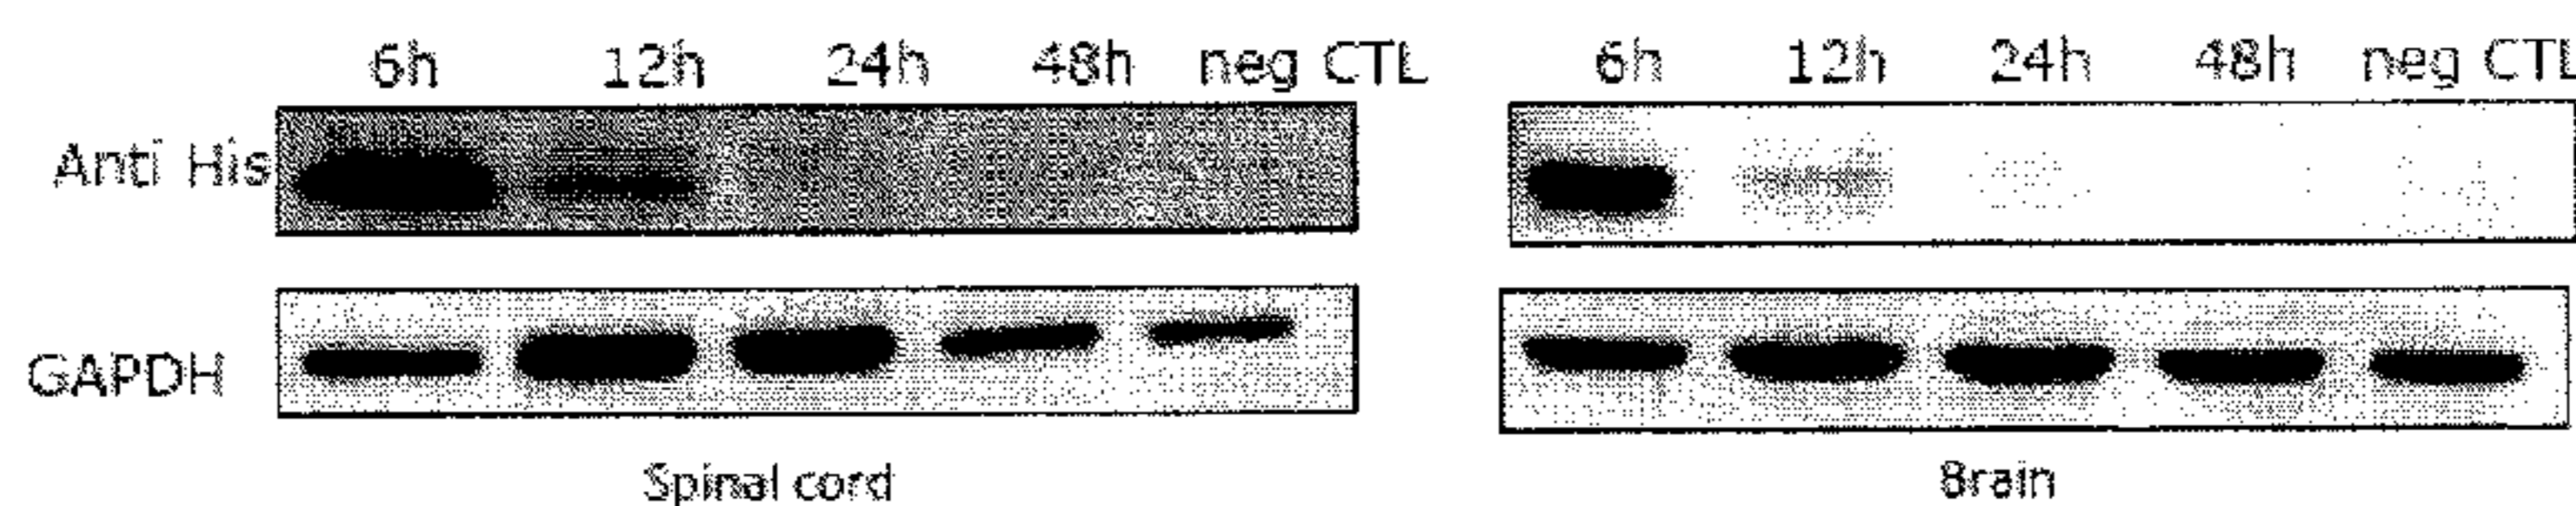 6h 12h 24h 48h neg CTL 6h 12h 24h 48h neg CTL
Anti His
GAPDH
Spinal cord Brain